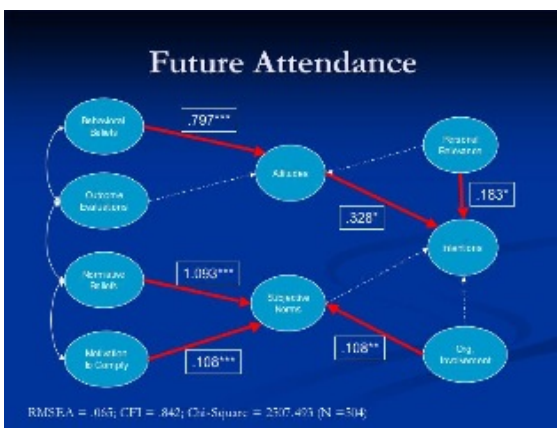 Future Attendance
Behavioral
Beliefs
.797***
Personal
Relevance
Attitudes
Outcome
Evaluations
.183*
.328*
Intentions
Normative
Beliefs
1.093***
Subjective
Norms
Motivation
to Comply
.108***
.108**
Org.
Involvement
RMSEA = .065; CFI = .842; Chi-Square = 2507.493 (N =504)